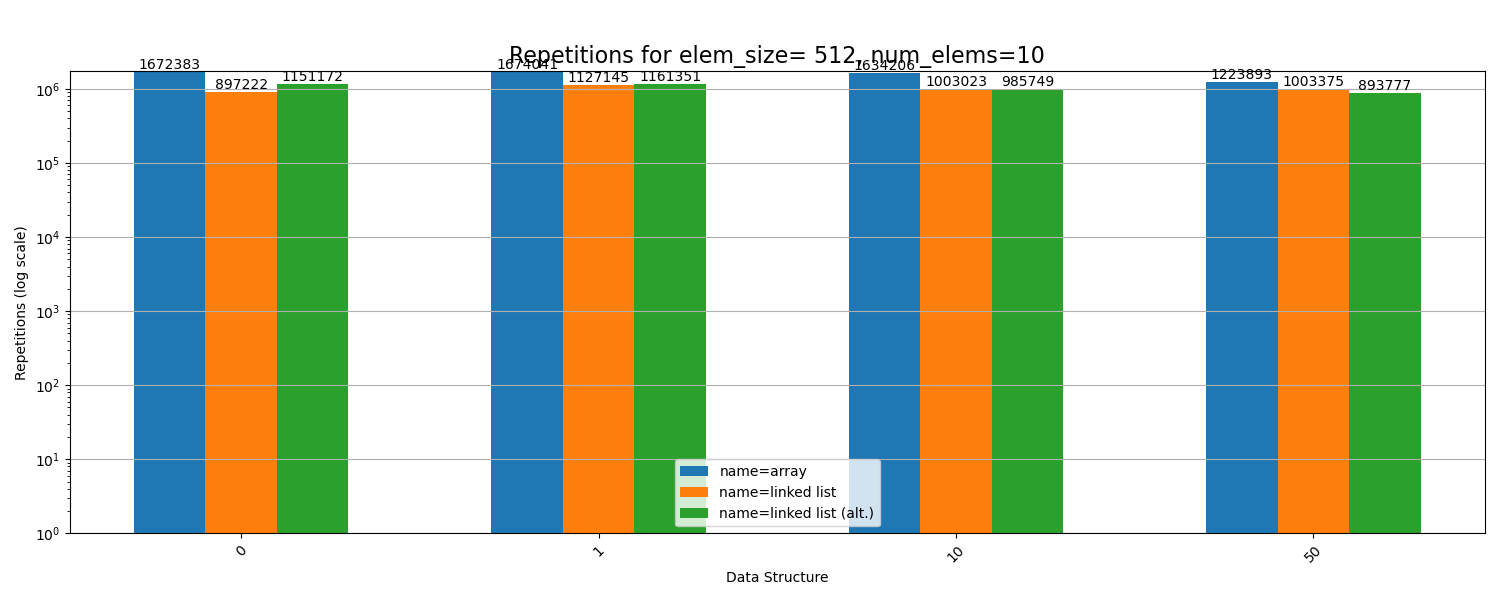 Repetitions for elem_size= 512, num_elems=10
1672383 897222 1151172 1674041 1127145 1161351 1634206 1003023 985749 1223893 1003375 893777
Repetitions (log scale)
10^6
10^5
10^4
10^3
10^2
10^1
10^0
name=array
name=linked list
name=linked list (alt.)
0 1 10 50
Data Structure